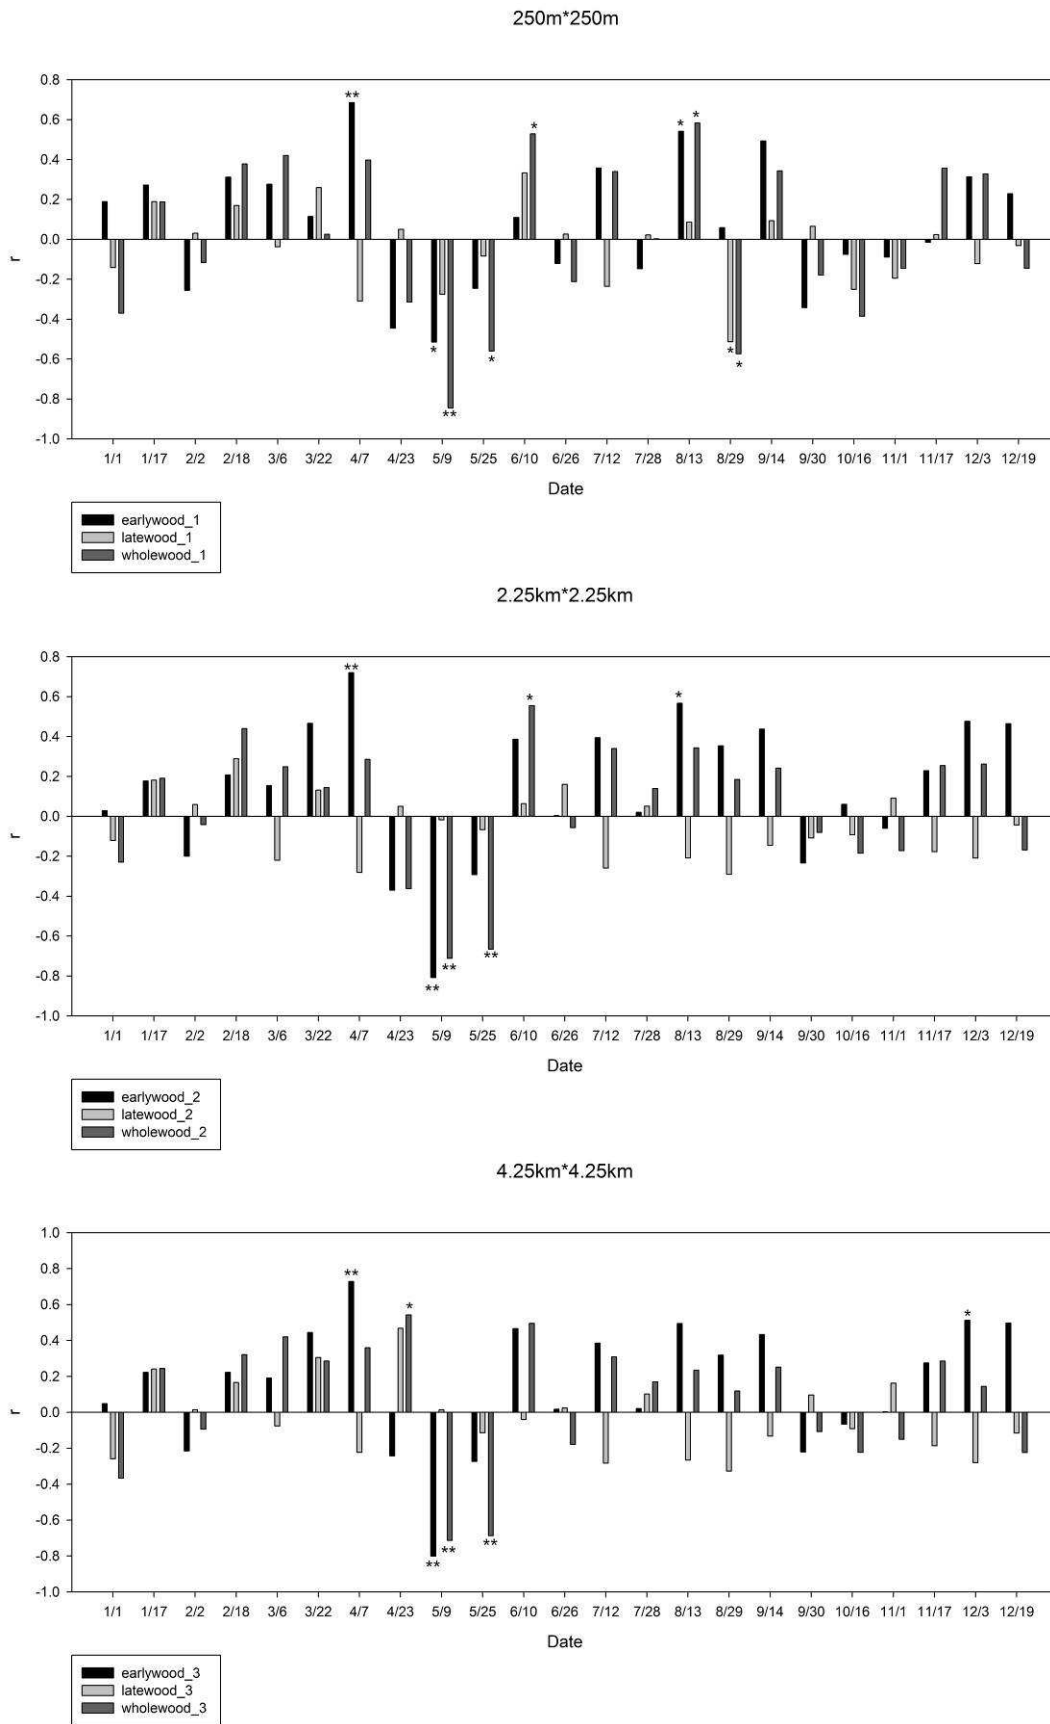 250m*250m
**
*
*
*
0.8
0.6
0.4
0.2
0.0
-0.2
-0.4
-0.6
-0.8
-1.0
r
*
**
*
*
*
1/1 1/17 2/2 2/18 3/6 3/22 4/7 4/23 5/9 5/25 6/10 6/26 7/12 7/28 8/13 8/29 9/14 9/30 10/16 11/1 11/17 12/3 12/19
Date
earlywood_1
latewood_1
wholewood_1
2.25km*2.25km
**
*
*
0.8
0.6
0.4
0.2
0.0
-0.2
-0.4
-0.6
-0.8
-1.0
r
**
**
**
1/1 1/17 2/2 2/18 3/6 3/22 4/7 4/23 5/9 5/25 6/10 6/26 7/12 7/28 8/13 8/29 9/14 9/30 10/16 11/1 11/17 12/3 12/19
Date
earlywood_2
latewood_2
wholewood_2
4.25km*4.25km
**
*
*
1.0
0.8
0.6
0.4
0.2
0.0
-0.2
-0.4
-0.6
-0.8
-1.0
r
**
**
**
1/1 1/17 2/2 2/18 3/6 3/22 4/7 4/23 5/9 5/25 6/10 6/26 7/12 7/28 8/13 8/29 9/14 9/30 10/16 11/1 11/17 12/3 12/19
Date
earlywood_3
latewood_3
wholewood_3